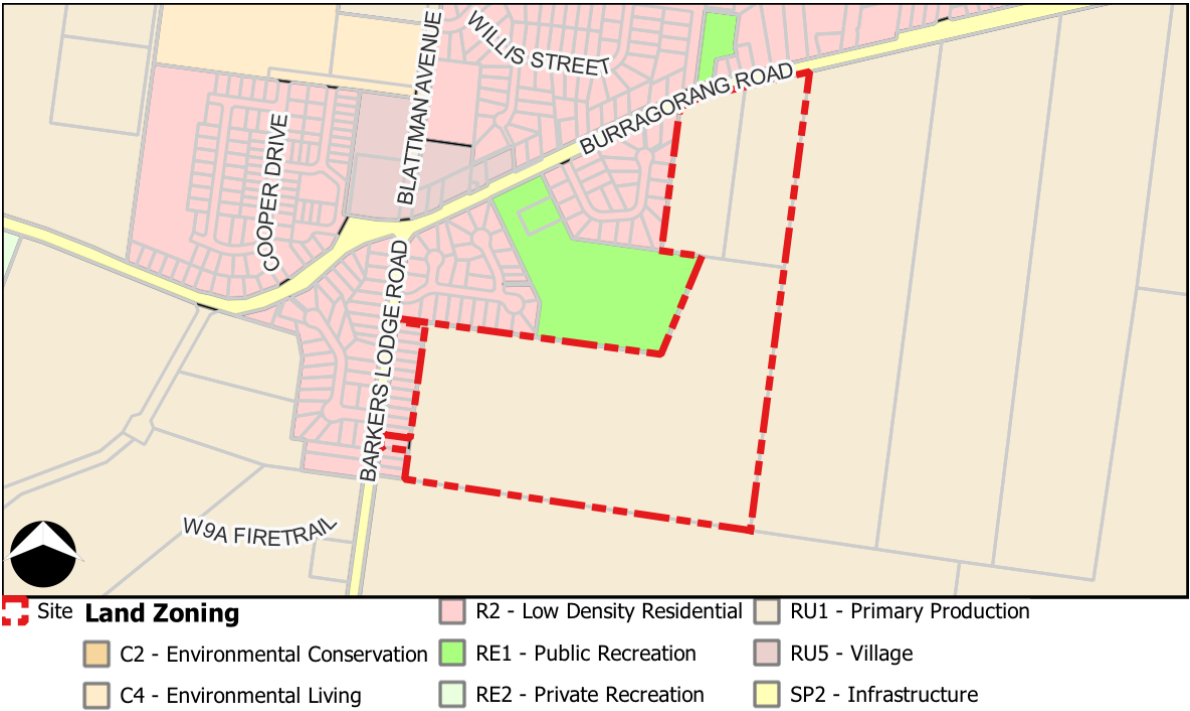 WILLIS STREET
BLATTMAN AVENUE
BURRAGORANG ROAD
COOPER DRIVE
BARKERS LODGE ROAD
W9A FIRETRAIL
Site
Land Zoning
C2 - Environmental Conservation
C4 - Environmental Living
R2 - Low Density Residential
RE1 - Public Recreation
RE2 - Private Recreation
RU1 - Primary Production
RU5 - Village
SP2 - Infrastructure